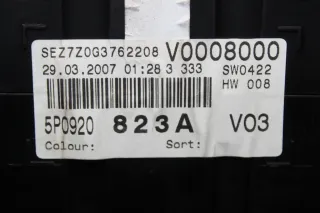 SEZ7Z0G3762208 V0008000
29.03.2007 01:28 3 333 SW0422
HW 008
5P0920 823A V03
Colour: Sort: